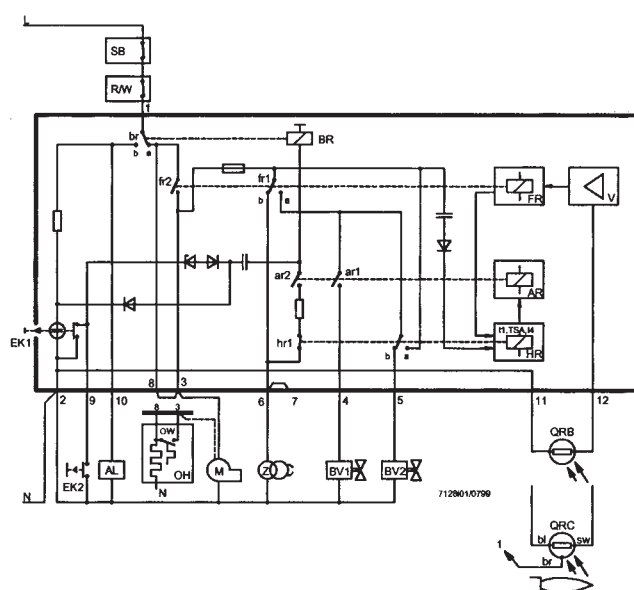 L
SB
R/W
1
br
b a
BR
fr2
fr1
b a
FR
V
ar2
ar1
AR
t1,TSA,t4
hr1
b a
HR
EK1
2 9 10 8 3 6 7 4 5 11 12
8 3
OW
OH
N
EK2
AL
M
Z
BV1
BV2
QRB
N
7128i01/0799
QRC
bl sw
br
1